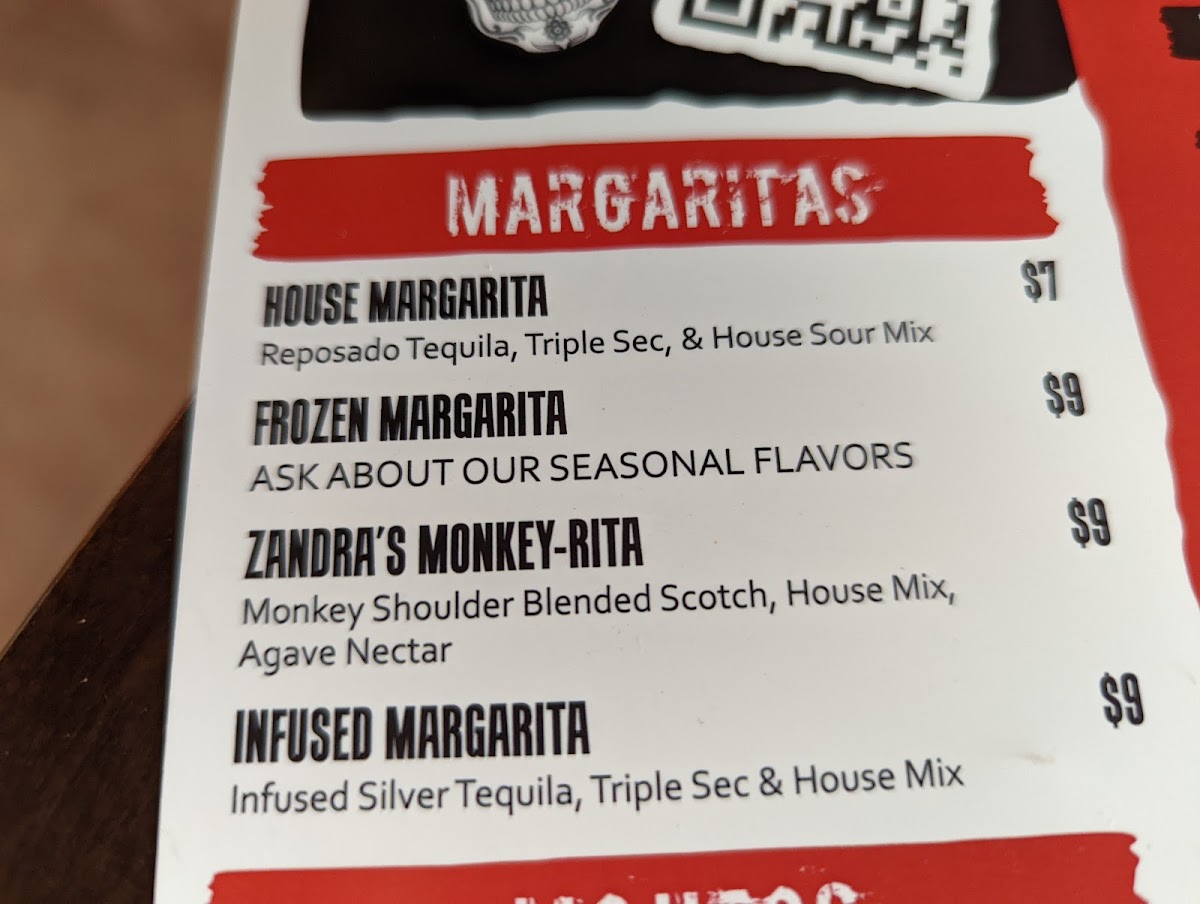 MARGARITAS
HOUSE MARGARITA $7
Reposado Tequila, Triple Sec, & House Sour Mix
FROZEN MARGARITA $9
ASK ABOUT OUR SEASONAL FLAVORS
ZANDRA'S MONKEY-RITA $9
Monkey Shoulder Blended Scotch, House Mix,
Agave Nectar
INFUSED MARGARITA $9
Infused Silver Tequila, Triple Sec & House Mix